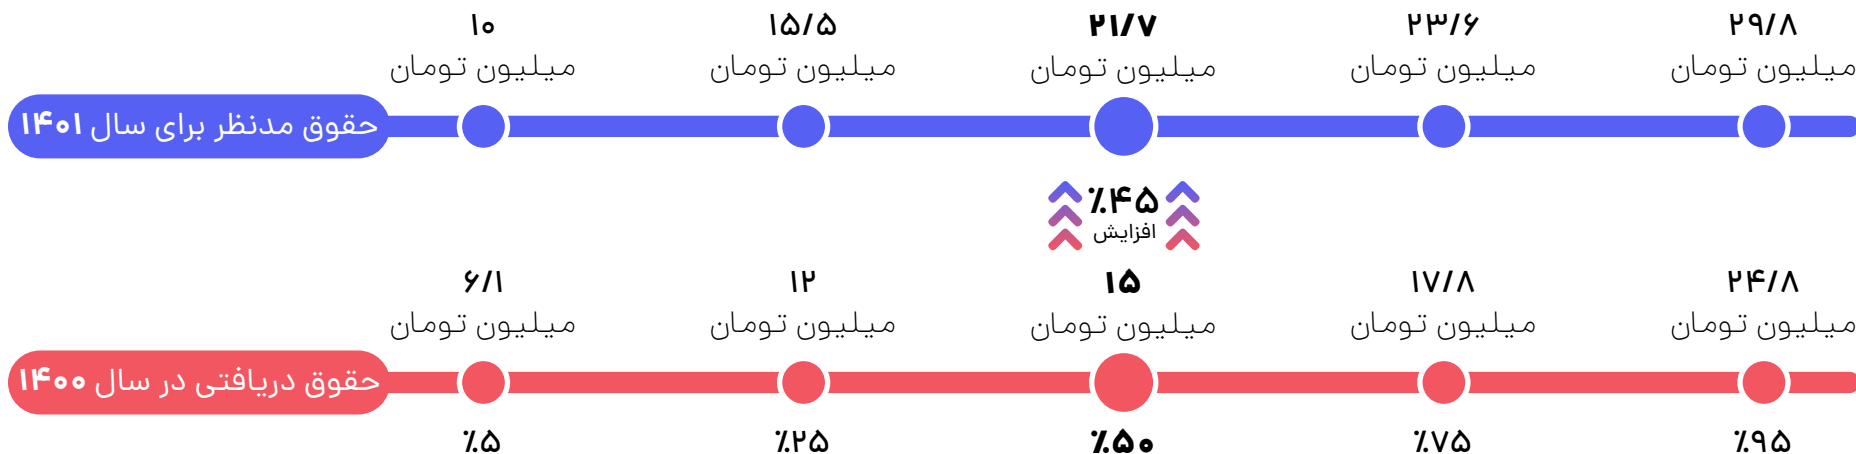 ۱۰ ۱۵/۵ ۲۱/۷ ۲۳/۶ ۲۹/۸
میلیون تومان میلیون تومان میلیون تومان میلیون تومان میلیون تومان
حقوق مدنظر برای سال ۱۴۰۱
٪۴۵
افزایش
۶/۱ ۱۲ ۱۵ ۱۷/۸ ۲۴/۸
میلیون تومان میلیون تومان میلیون تومان میلیون تومان میلیون تومان
حقوق دریافتی در سال ۱۴۰۰
٪۵ ٪۲۵ ٪۵۰ ٪۷۵ ٪۹۵